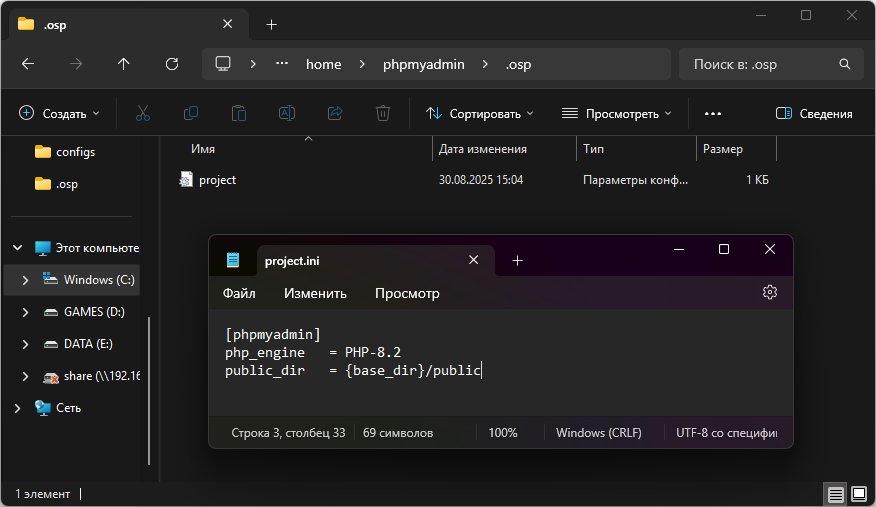 .osp
home
phpmyadmin
.osp
Поиск в: .osp
Создать
Сортировать
Просмотреть
Сведения
Имя
Дата изменения
Тип
Размер
configs
project
30.08.2025 15:04
Параметры конф...
1 КБ
.osp
Этот компьюте
Windows (C:)
GAMES (D:)
DATA (E:)
share (\\192.16
Сеть
project.ini
Файл
Изменить
Просмотр
[phpmyadmin]
php_engine   = PHP-8.2
public_dir   = {base_dir}/public
Строка 3, столбец 33
69 символов
100%
Windows (CRLF)
UTF-8 со специфик
1 элемент